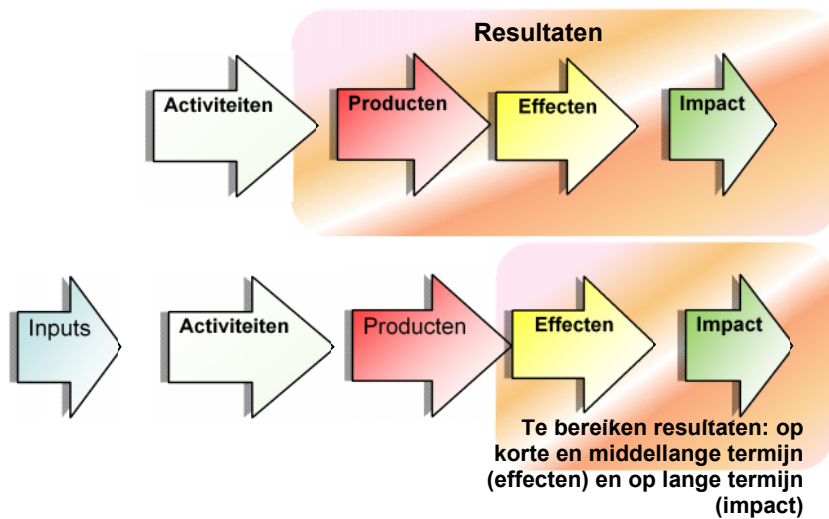 Resultaten
Activiteiten
Producten
Effecten
Impact
Inputs
Activiteiten
Producten
Effecten
Impact
Te bereiken resultaten: op
korte en middellange termijn
(effecten) en op lange termijn
(impact)